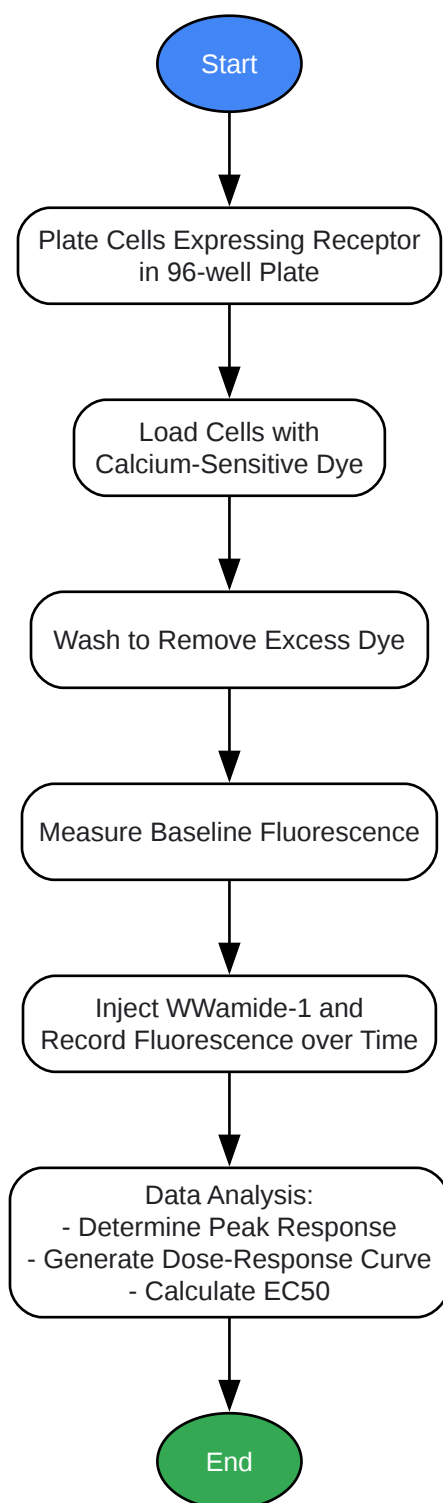 Start
Plate Cells Expressing Receptor
in 96-well Plate
Load Cells with
Calcium-Sensitive Dye
Wash to Remove Excess Dye
Measure Baseline Fluorescence
Inject WWamide-1 and
Record Fluorescence over Time
Data Analysis:
- Determine Peak Response
- Generate Dose-Response Curve
- Calculate EC50
End